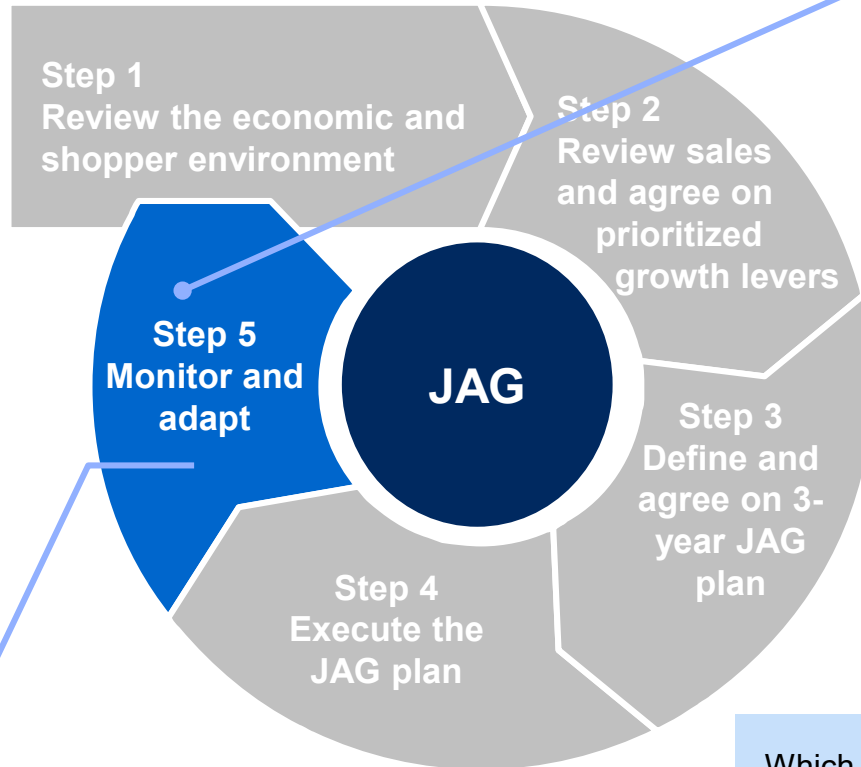 Step 1
Review the economic and
shopper environment
Step 2
Review sales
and agree on
prioritized
growth levers
Step 5
Monitor and
adapt
JAG
Step 3
Define and
agree on 3-
year JAG
plan
Step 4
Execute the
JAG plan
Which